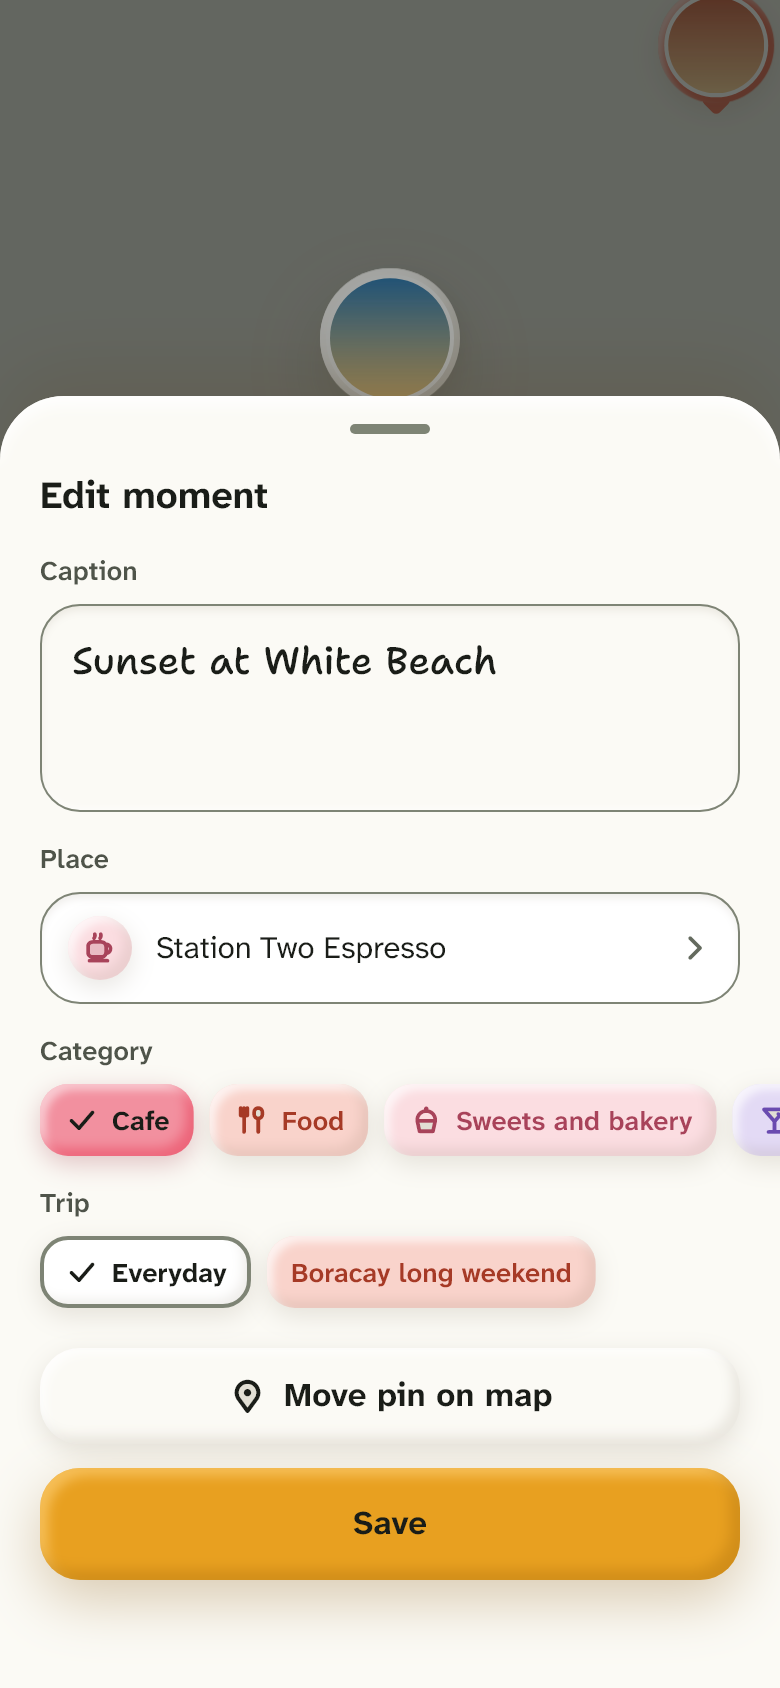 Edit moment
Caption
Sunset at White Beach
Place
Station Two Espresso
Category
Cafe Food Sweets and bakery
Trip
Everyday Boracay long weekend
Move pin on map
Save